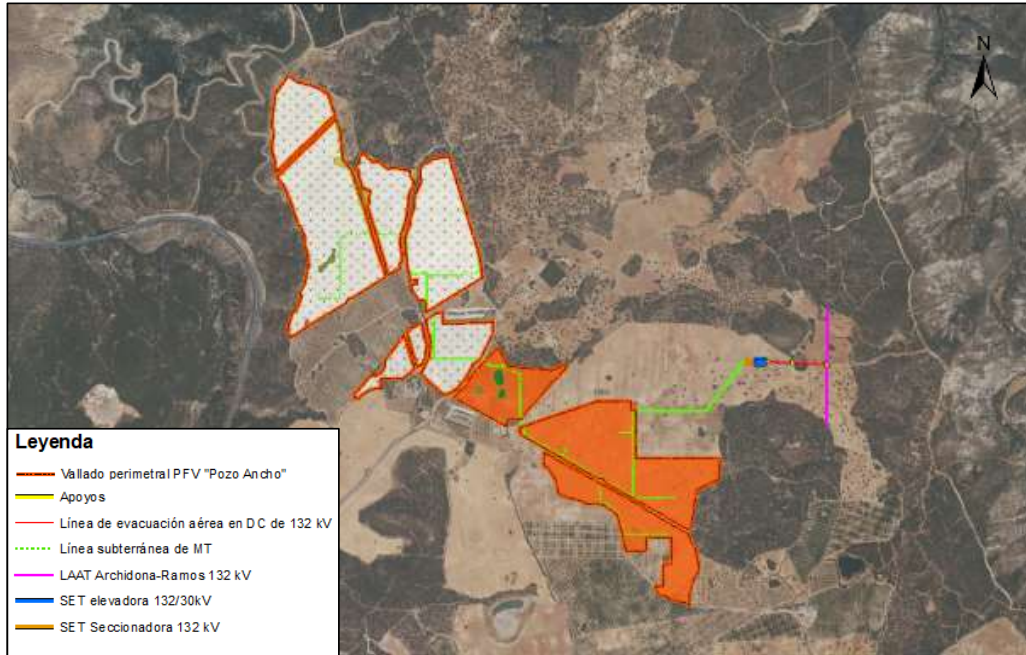 N
Leyenda
Vallado perimetral PFV "Pozo Ancho"
Apoyos
Línea de evacuación aérea en DC de 132 kV
Línea subterránea de MT
LAAT Archidona-Ramos 132 kV
SET elevadora 132/30kV
SET Seccionadora 132 kV